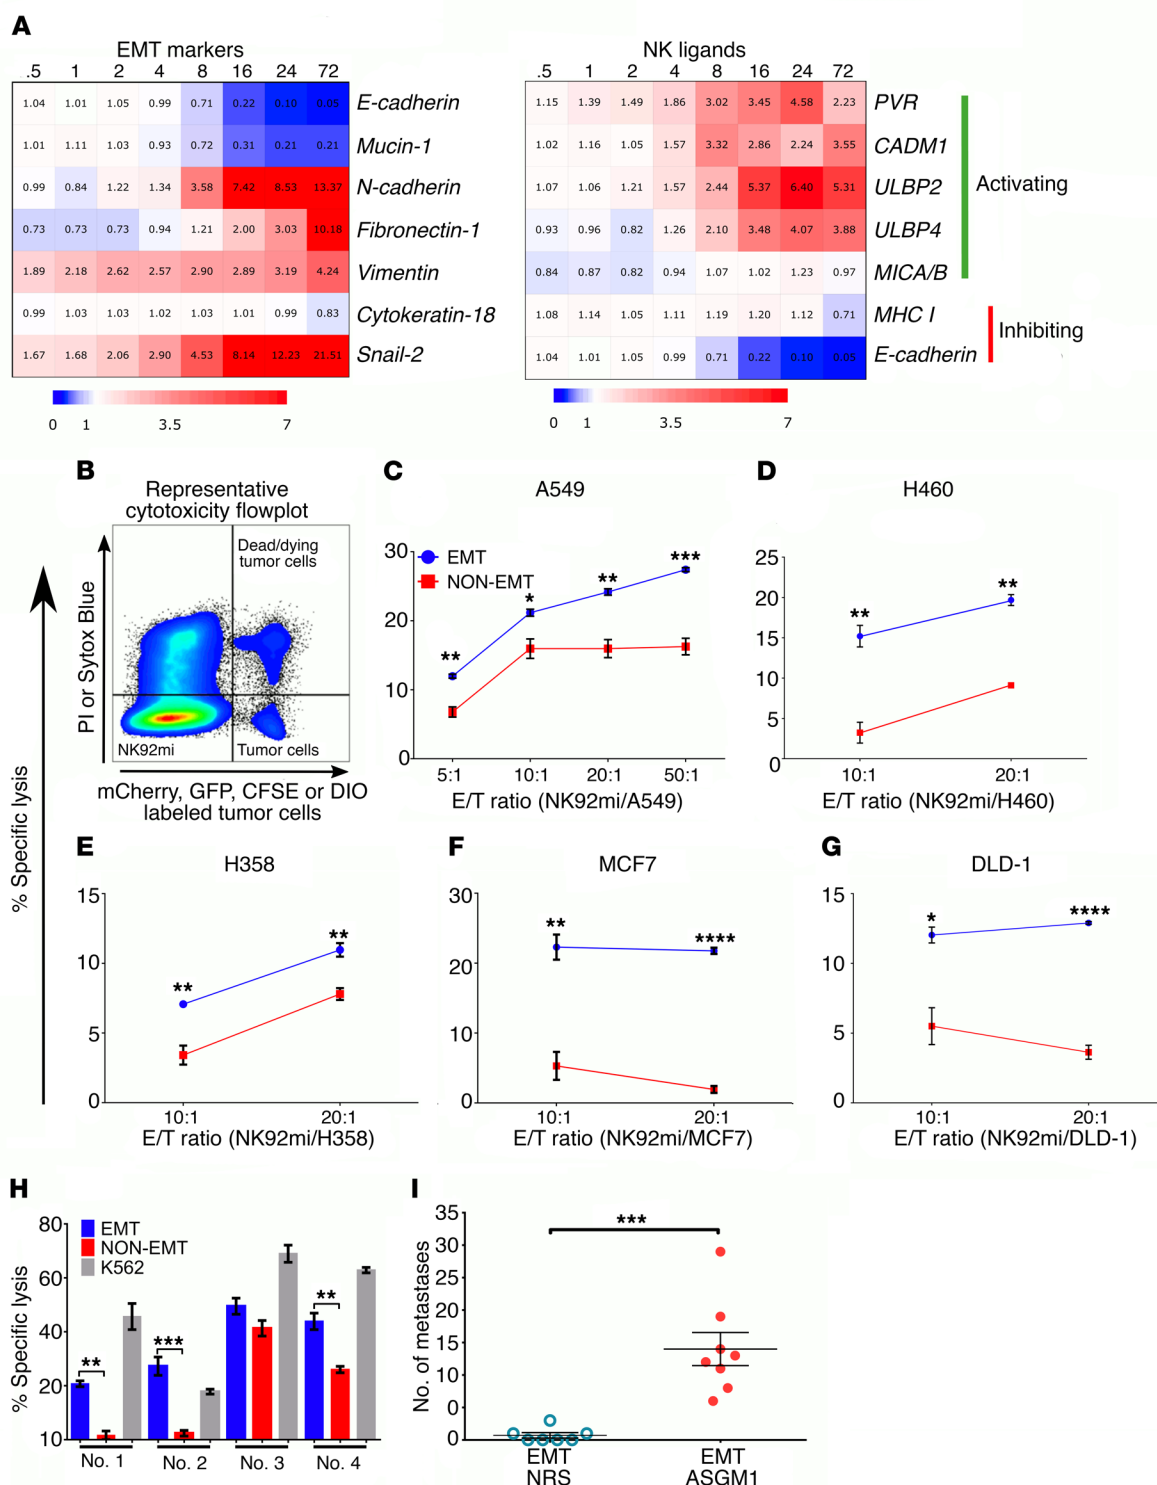 A
EMT markers
.5 1 2 4 8 16 24 72
1.04 1.01 1.05 0.99 0.71 0.22 0.10 0.05 E-cadherin
1.01 1.11 1.03 0.93 0.72 0.31 0.21 0.21 Mucin-1
0.99 0.84 1.22 1.34 3.58 7.42 8.53 13.37 N-cadherin
0.73 0.73 0.73 0.94 1.21 2.00 3.03 10.18 Fibronectin-1
1.89 2.18 2.62 2.57 2.90 2.89 3.19 4.24 Vimentin
0.99 1.03 1.03 1.02 1.03 1.01 0.99 0.83 Cytokeratin-18
1.67 1.68 2.06 2.90 4.53 8.14 12.23 21.51 Snail-2
0 1 3.5 7
NK ligands
.5 1 2 4 8 16 24 72
1.15 1.39 1.49 1.86 3.02 3.45 4.58 2.23 PVR
1.02 1.16 1.05 1.57 3.32 2.86 2.24 3.55 CADM1
1.07 1.06 1.21 1.57 2.44 5.37 6.40 5.31 ULBP2
0.93 0.96 0.82 1.26 2.10 3.48 4.07 3.88 ULBP4
0.84 0.87 0.82 0.94 1.07 1.02 1.23 0.97 MICA/B
1.08 1.14 1.05 1.11 1.19 1.20 1.12 0.71 MHC I
1.04 1.01 1.05 0.99 0.71 0.22 0.10 0.05 E-cadherin
Activating
Inhibiting
0 1 3.5 7
% Specific lysis
B
Representative
cytotoxicity flowplot
Dead/dying
tumor cells
PI or Sytox Blue
NK92mi
Tumor cells
mCherry, GFP, CFSE or DIO
labeled tumor cells
C
A549
EMT
NON-EMT
30
20
10
0
** * ** ***
5:1 10:1 20:1 50:1
E/T ratio (NK92mi/A549)
D
H460
25
20
15
10
5
0
** **
10:1 20:1
E/T ratio (NK92mi/H460)
E
H358
15
10
5
0
** **
10:1 20:1
E/T ratio (NK92mi/H358)
F
MCF7
30
20
10
0
** ****
10:1 20:1
E/T ratio (NK92mi/MCF7)
G
DLD-1
15
10
5
0
* ****
10:1 20:1
E/T ratio (NK92mi/DLD-1)
H
% Specific lysis
80
60
40
20
10
EMT
NON-EMT
K562
** *** **
No. 1 No. 2 No. 3 No. 4
I
No. of metastases
35
30
25
20
15
10
0
0
***
EMT
NRS
EMT
ASGM1